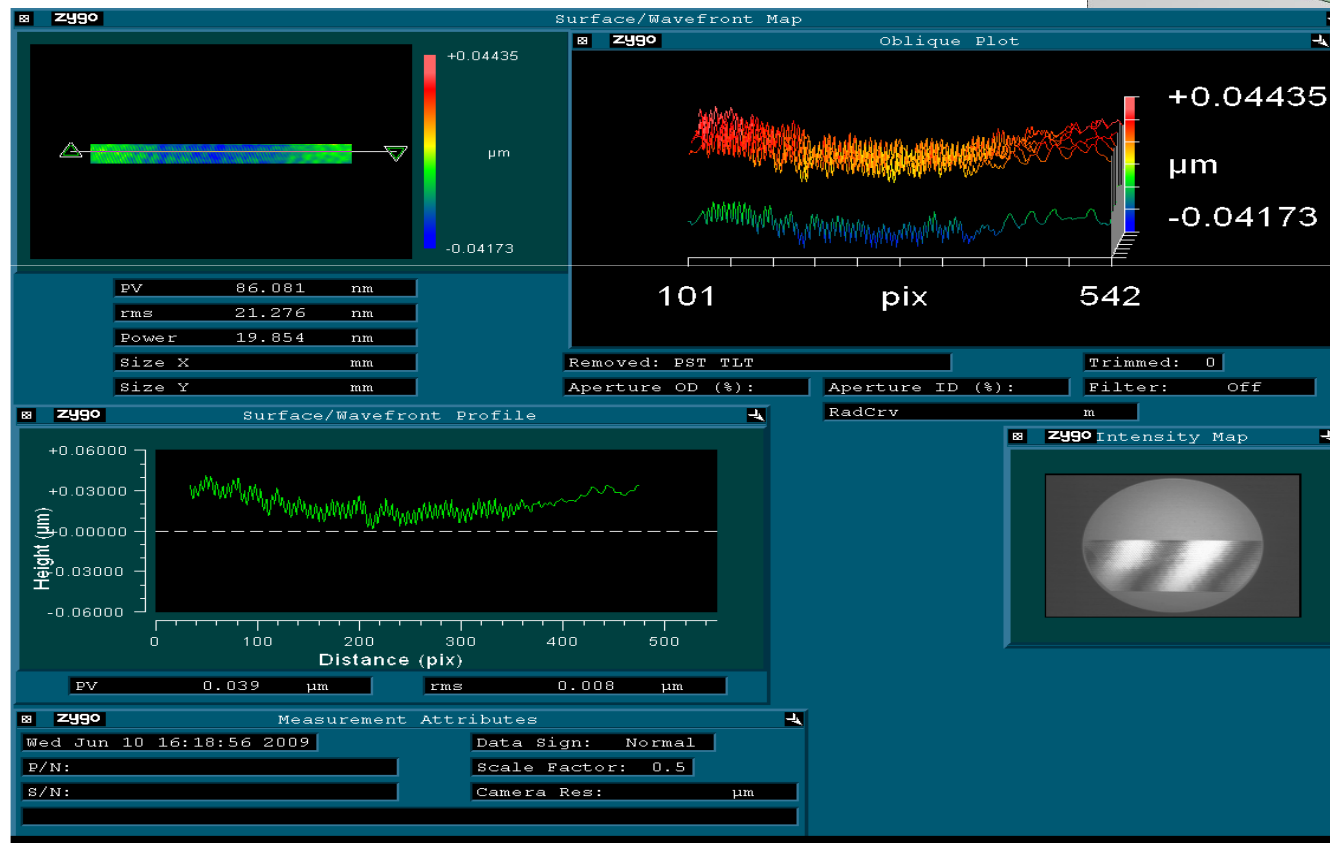 zygo Surface/Wavefront Map
+0.04435
µm
-0.04173
zygo Oblique Plot
+0.04435
µm
-0.04173
101 pix 542
PV 86.081 nm
rms 21.276 nm
Power 19.854 nm
Size X mm
Size Y mm
Removed: PST TLT
Trimmed: 0
Aperture OD (%):
Aperture ID (%):
Filter: Off
RadCrv m
zygo Surface/Wavefront Profile
+0.06000
+0.03000
+0.00000
-0.03000
-0.06000
Height (µm)
0 100 200 300 400 500
Distance (pix)
PV 0.039 µm
rms 0.008 µm
zygo Intensity Map
zygo Measurement Attributes
Wed Jun 10 16:18:56 2009
Data Sign: Normal
P/N:
Scale Factor: 0.5
S/N:
Camera Res: µm